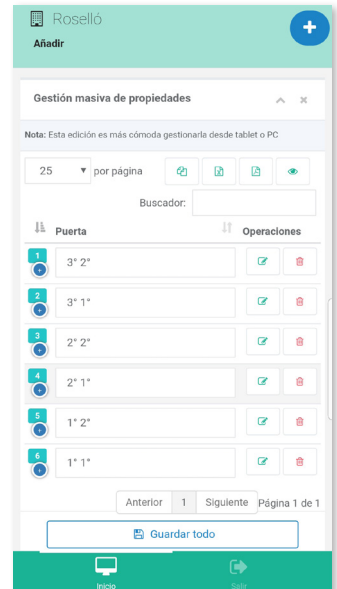 Roselló
Añadir
Gestión masiva de propiedades
Nota: Esta edición es más cómoda gestionarla desde tablet o PC
25 por página
Buscador:
Puerta Operaciones
1 3° 2°
2 3° 1°
3 2° 2°
4 2° 1°
5 1° 2°
6 1° 1°
Anterior 1 Siguiente Página 1 de 1
Guardar todo
Inicio Salir